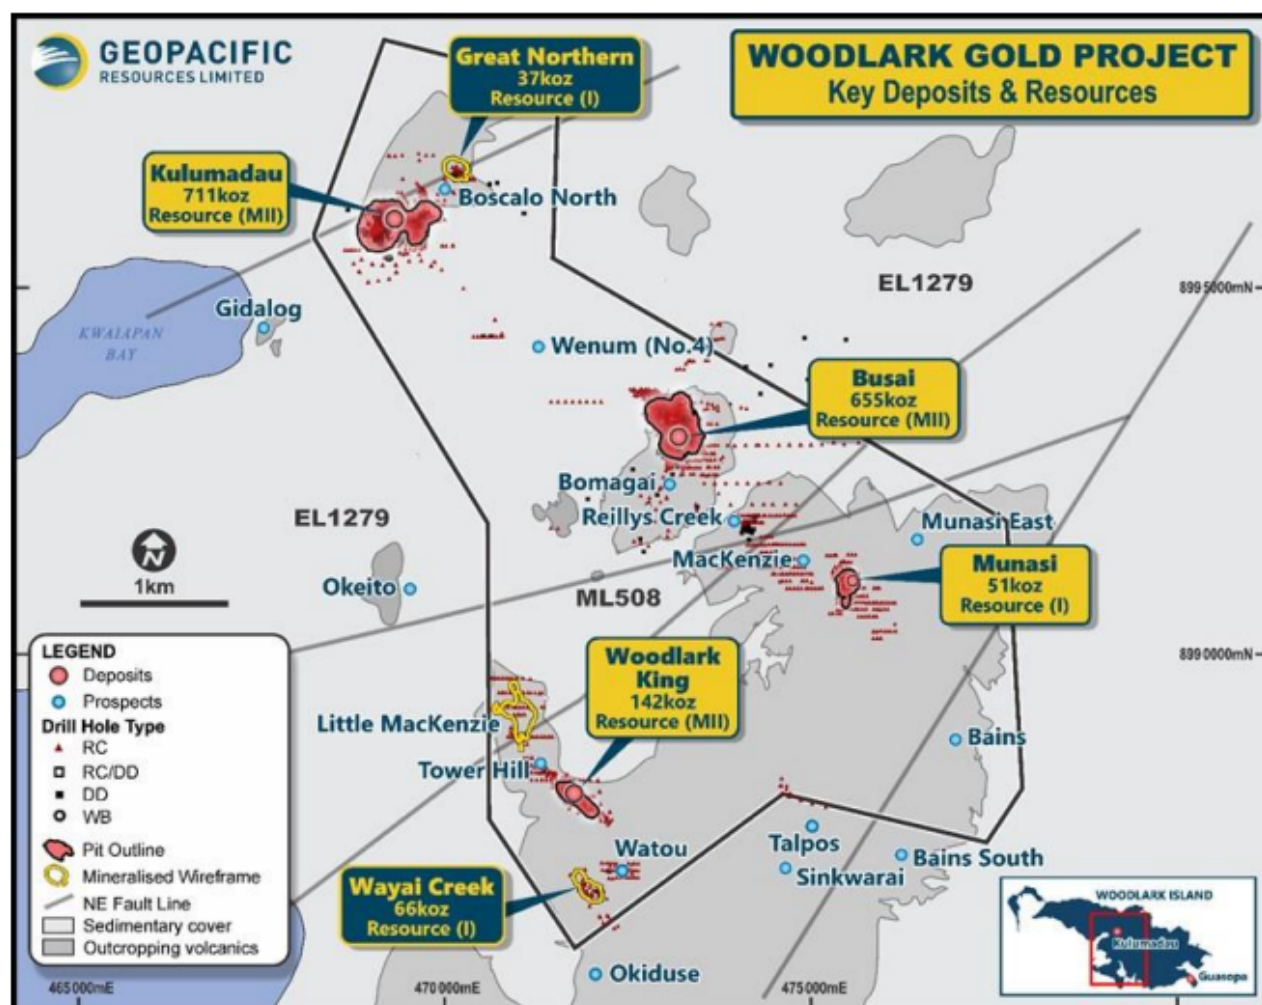 GEOPACIFIC
RESOURCES LIMITED
WOODLARK GOLD PROJECT
Key Deposits & Resources
Great Northern
37koz
Resource (I)
Kulumadau
711koz
Resource (MII)
Boscalo North
EL1279
8995000mN
Gidalog
KWAIAPAN
BAY
Wenum (No.4)
Busai
655koz
Resource (MII)
Bomagai
EL1279
Reillys Creek
Munasi East
N
1km
Okeito
MacKenzie
Munasi
51koz
Resource (I)
ML508
LEGEND
Deposits
Prospects
Drill Hole Type
RC
RC/DD
DD
WB
Pit Outline
Mineralised Wireframe
NE Fault Line
Sedimentary cover
Outcropping volcanics
Woodlark
King
142koz
Resource (MII)
8990000mN
Little MacKenzie
Bains
Tower Hill
Watou
Talpos
Bains South
Sinkwarai
Wayai Creek
66koz
Resource (I)
Okiduse
WOODLARK ISLAND
Kulumadau
Guasopa
465000mE
470000mE
475000mE